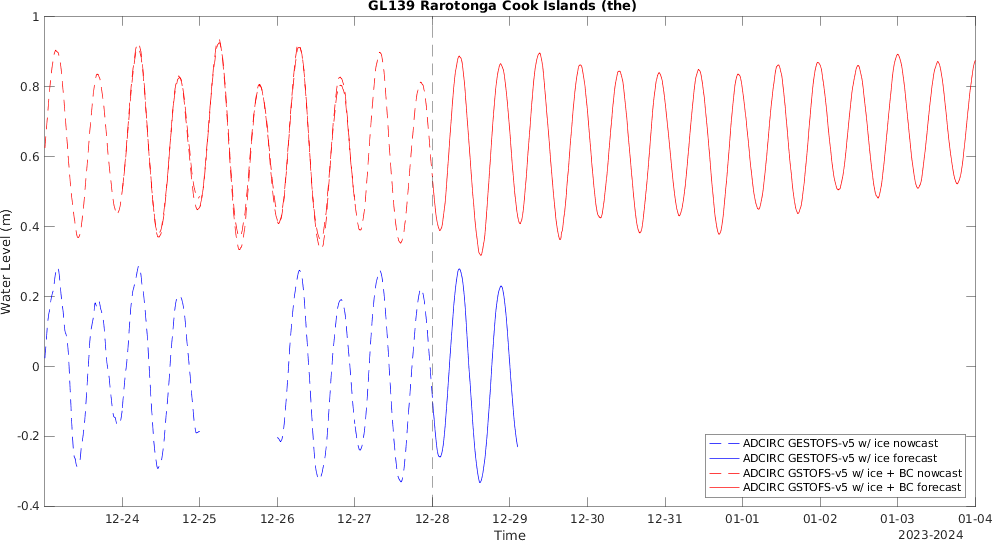 GL139 Rarotonga Cook Islands (the)
1
0.8
0.6
0.4
0.2
0
-0.2
-0.4
Water Level (m)
ADCIRC GESTOFS-v5 w/ ice nowcast
ADCIRC GESTOFS-v5 w/ ice forecast
ADCIRC GSTOFS-v5 w/ ice + BC nowcast
ADCIRC GSTOFS-v5 w/ ice + BC forecast
12-24 12-25 12-26 12-27 12-28 12-29 12-30 12-31 01-01 01-02 01-03 01-04
Time
2023-2024